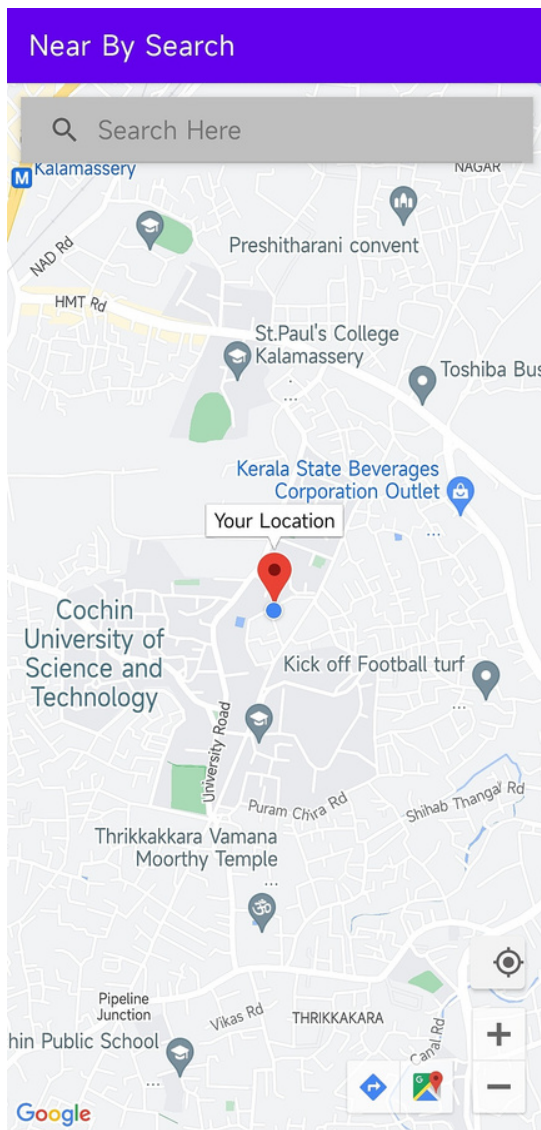 Near By Search
Search Here
M
Kalamassery
NAGAR
Preshitharani convent
NAD Rd
HMT Rd
St.Paul's College
Kalamassery
Toshiba Bus
Kerala State Beverages
Corporation Outlet
Your Location
Cochin
University of
Science and
Technology
Kick off Football turf
University Road
Puram Chira Rd
Shihab Thangal Rd
Thrikkakkara Vamana
Moorthy Temple
ॐ
Pipeline
Junction
Vikas Rd
THRIKKAKARA
hin Public School
Canal Rd
G
Google